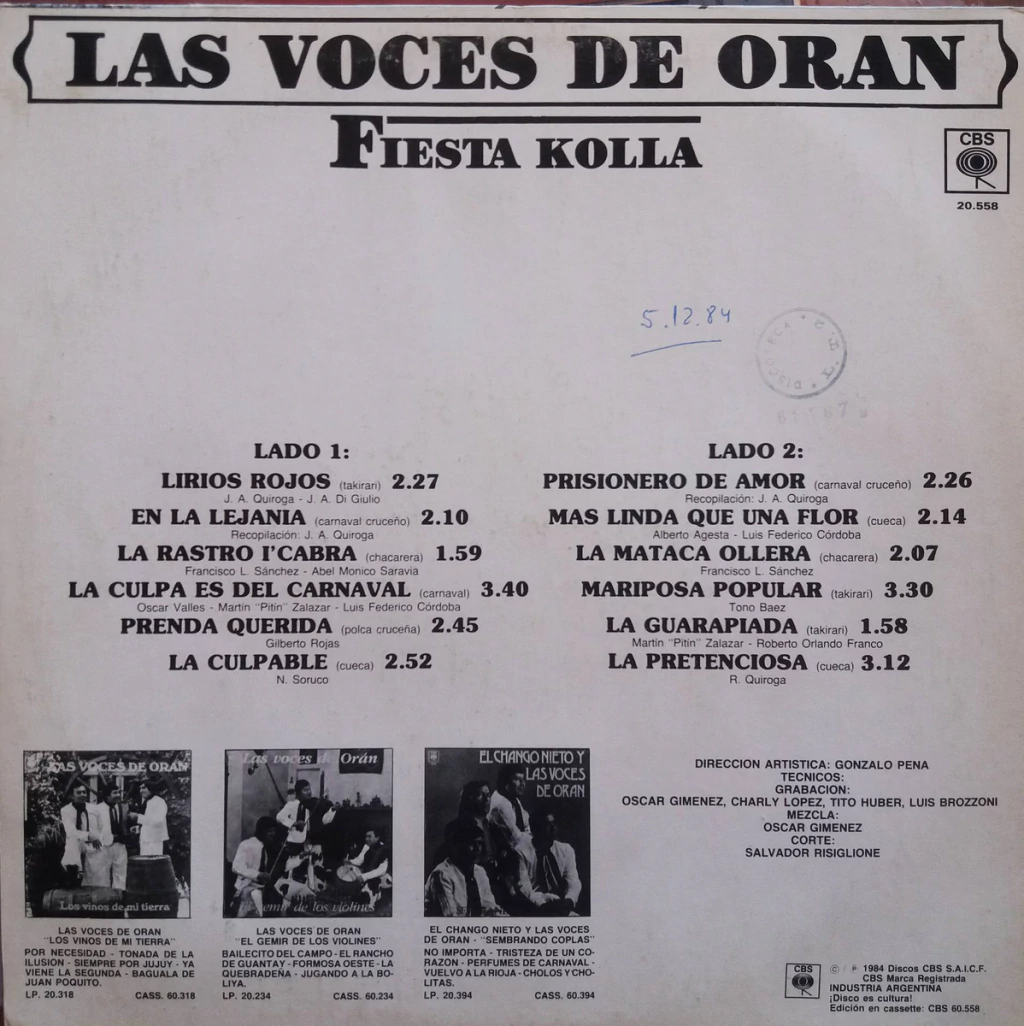 LAS VOCES DE ORAN
FIESTA KOLLA
CBS
20.558
5.12.84
DISCOTECA
LADO 1:
LIRIOS ROJOS (takirari) 2.27
J. A. Quiroga - J. A. Di Giulio
EN LA LEJANIA (carnaval cruceño) 2.10
Recopilación: J. A. Quiroga
LA RASTRO I'CABRA (chacarera) 1.59
Francisco L. Sánchez - Abel Monico Saravia
LA CULPA ES DEL CARNAVAL (carnaval) 3.40
Oscar Valles - Martín "Pitín" Zalazar - Luis Federico Córdoba
PRENDA QUERIDA (polca cruceña) 2.45
Gilberto Rojas
LA CULPABLE (cueca) 2.52
N. Soruco
LADO 2:
PRISIONERO DE AMOR (carnaval cruceño) 2.26
Recopilación: J. A. Quiroga
MAS LINDA QUE UNA FLOR (cueca) 2.14
Alberto Agesta - Luis Federico Córdoba
LA MATACA OLLERA (chacarera) 2.07
Francisco L. Sánchez
MARIPOSA POPULAR (takirari) 3.30
Tono Baez
LA GUARAPIADA (takirari) 1.58
Martín "Pitín" Zalazar - Roberto Orlando Franco
LA PRETENCIOSA (cueca) 3.12
R. Quiroga
LAS VOCES DE ORAN
Los vinos de mi tierra
LAS VOCES DE ORAN
"LOS VINOS DE MI TIERRA"
POR NECESIDAD - TONADA DE LA
ILUSION - SIEMPRE POR JUJUY - YA
VIENE LA SEGUNDA - BAGUALA DE
JUAN POQUITO.
LP. 20.318 CASS. 60.318
Las voces de Orán
El gemir de los violines
LAS VOCES DE ORAN
"EL GEMIR DE LOS VIOLINES"
BAILECITO DEL CAMPO - EL RANCHO
DE GUANTAY - FORMOSA OESTE - LA
QUEBRADEÑA - JUGANDO A LA BO-
LIYA.
LP. 20.234 CASS. 60.234
EL CHANGO NIETO Y
LAS VOCES
DE ORAN
EL CHANGO NIETO Y LAS VOCES
DE ORAN - "SEMBRANDO COPLAS"
NO IMPORTA - TRISTEZA DE UN CO-
RAZON - PERFUMES DE CARNAVAL -
VUELVO A LA RIOJA - CHOLOS Y CHO-
LITAS.
LP. 20.394 CASS. 60.394
DIRECCION ARTISTICA: GONZALO PENA
TECNICOS:
GRABACION:
OSCAR GIMENEZ, CHARLY LOPEZ, TITO HUBER, LUIS BROZZONI
MEZCLA:
OSCAR GIMENEZ
CORTE:
SALVADOR RISIGLIONE
CBS
1984 Discos CBS S.A.I.C.F.
CBS Marca Registrada
INDUSTRIA ARGENTINA
¡Disco es cultura!
Edición en cassette: CBS 60.558